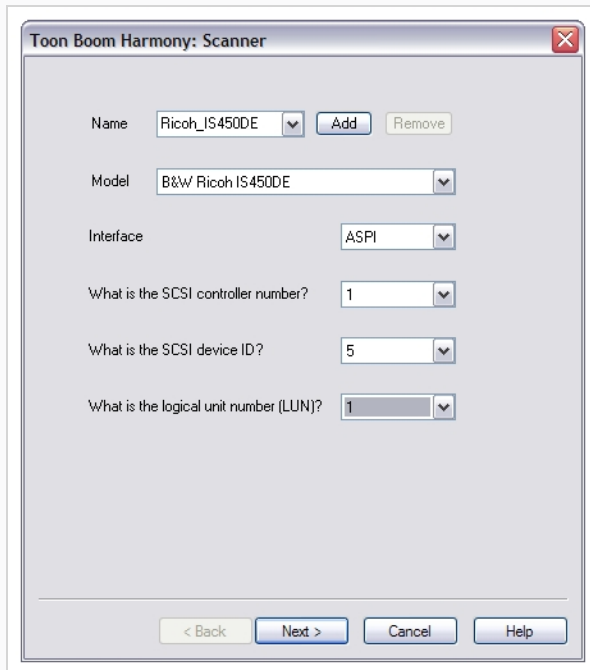 Toon Boom Harmony: Scanner
Name Ricoh_IS450DE Add Remove
Model B&W Ricoh IS450DE
Interface ASPI
What is the SCSI controller number? 1
What is the SCSI device ID? 5
What is the logical unit number (LUN)? 1
< Back Next > Cancel Help